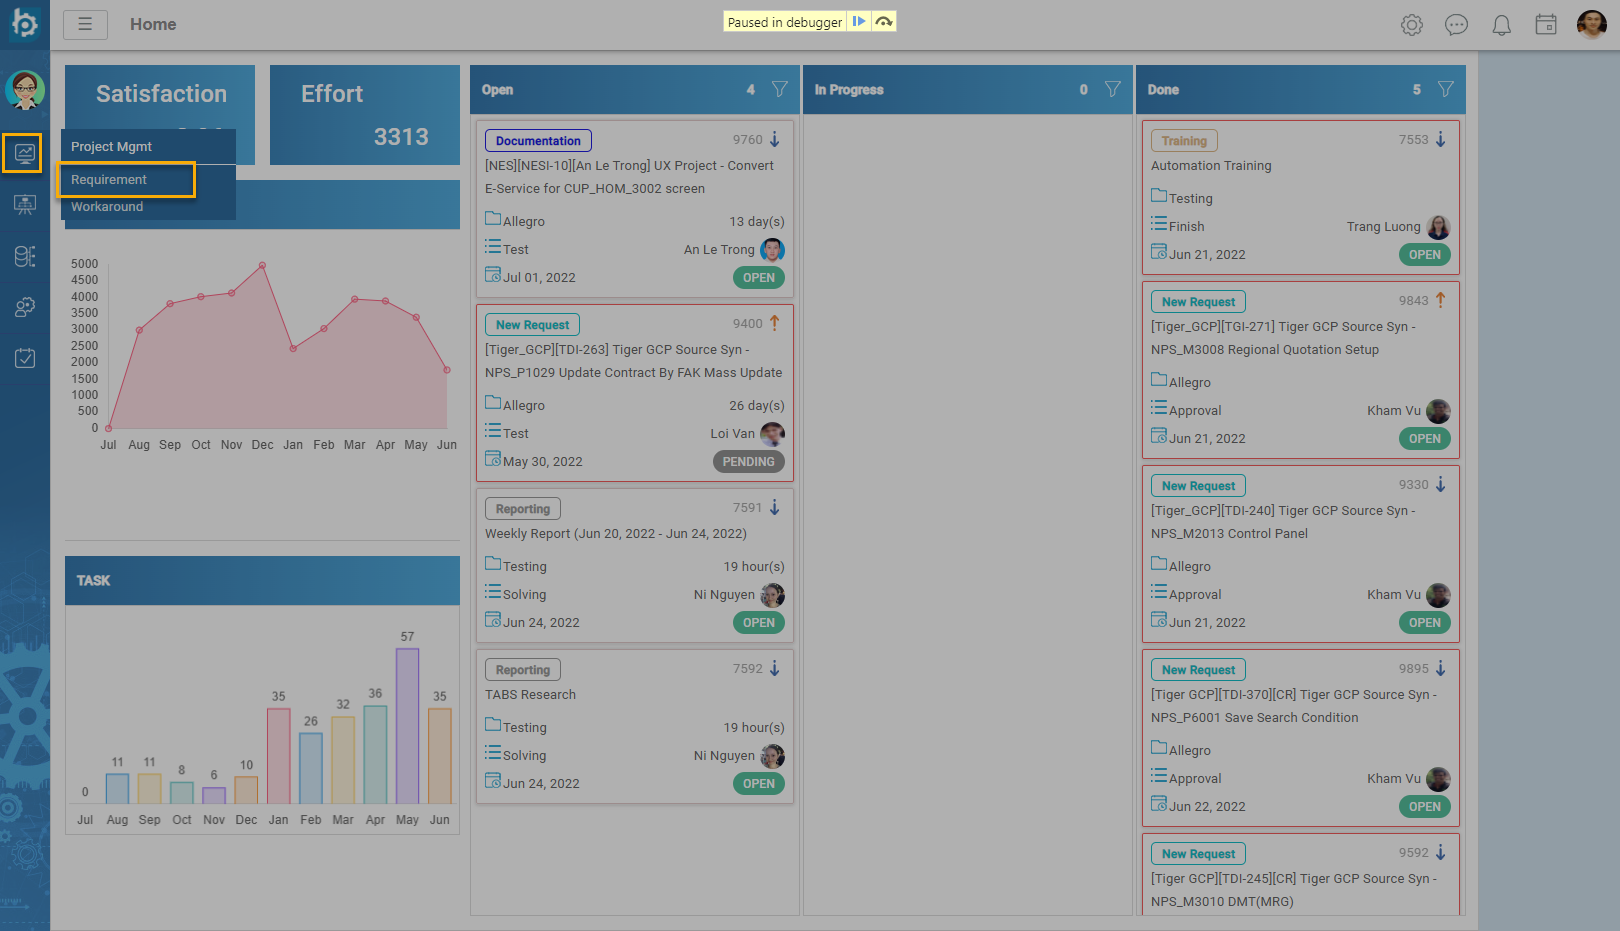 Home
Paused in debugger
Satisfaction
Effort
3313
Project Mgmt
Requirement
Workaround
5000
4500
4000
3500
3000
2500
2000
1500
1000
500
0
Jul Aug Sep Oct Nov Dec Jan Feb Mar Apr May Jun
TASK
0 11 11 8 6 10 35 26 32 36 57 35
Jul Aug Sep Oct Nov Dec Jan Feb Mar Apr May Jun
Open 4
Documentation 9760
[NES][NESI-10][An Le Trong] UX Project - Convert
E-Service for CUP_HOM_3002 screen
Allegro 13 day(s)
Test An Le Trong
Jul 01, 2022 OPEN
New Request 9400
[Tiger_GCP][TDI-263] Tiger GCP Source Syn -
NPS_P1029 Update Contract By FAK Mass Update
Allegro 26 day(s)
Test Loi Van
May 30, 2022 PENDING
Reporting 7591
Weekly Report (Jun 20, 2022 - Jun 24, 2022)
Testing 19 hour(s)
Solving Ni Nguyen
Jun 24, 2022 OPEN
Reporting 7592
TABS Research
Testing 19 hour(s)
Solving Ni Nguyen
Jun 24, 2022 OPEN
In Progress 0
Done 5
Training 7553
Automation Training
Testing
Finish Trang Luong
Jun 21, 2022 OPEN
New Request 9843
[Tiger_GCP][TGI-271] Tiger GCP Source Syn -
NPS_M3008 Regional Quotation Setup
Allegro
Approval Kham Vu
Jun 21, 2022 OPEN
New Request 9330
[Tiger_GCP][TDI-240] Tiger GCP Source Syn -
NPS_M2013 Control Panel
Allegro
Approval Kham Vu
Jun 21, 2022 OPEN
New Request 9895
[Tiger GCP][TDI-370][CR] Tiger GCP Source Syn -
NPS_P6001 Save Search Condition
Allegro
Approval Kham Vu
Jun 22, 2022 OPEN
New Request 9592
[Tiger GCP][TDI-245][CR] Tiger GCP Source Syn -
NPS_M3010 DMT(MRG)